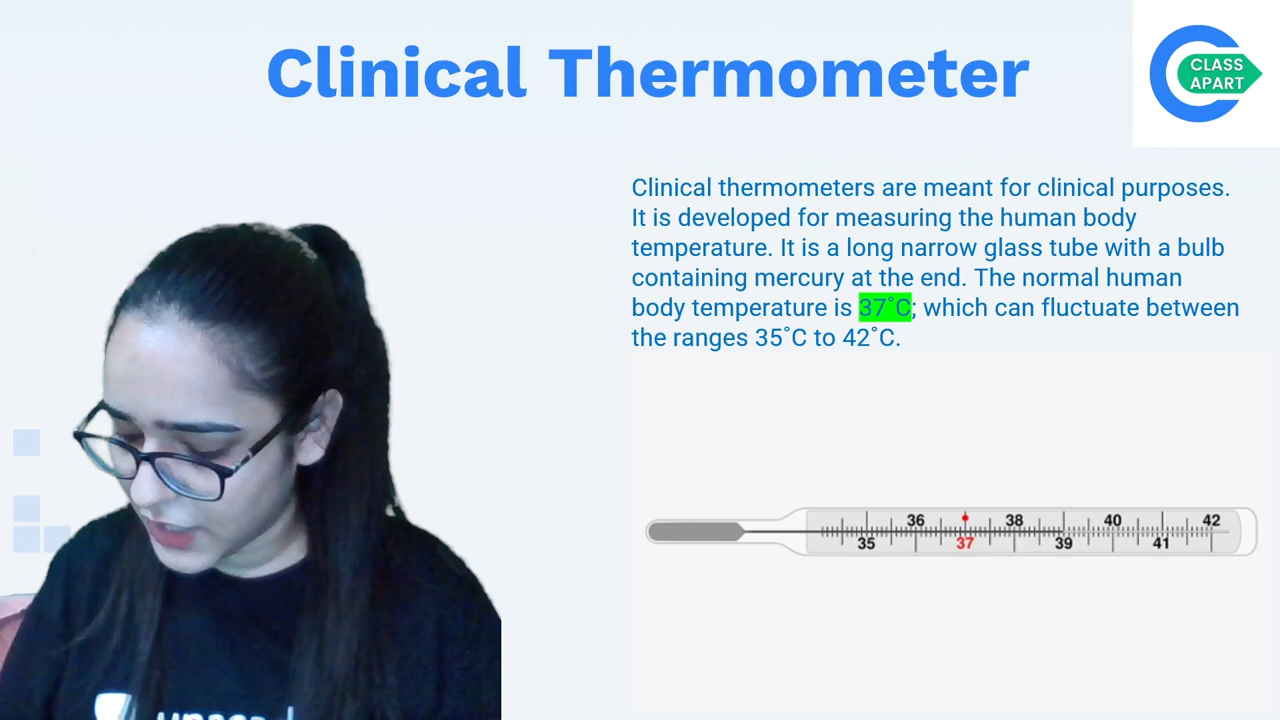 Clinical Thermometer
CLASS
APART
Clinical thermometers are meant for clinical purposes.
It is developed for measuring the human body
temperature. It is a long narrow glass tube with a bulb
containing mercury at the end. The normal human
body temperature is 37˚C; which can fluctuate between
the ranges 35˚C to 42˚C.
36 38 40 42
35 37 39 41